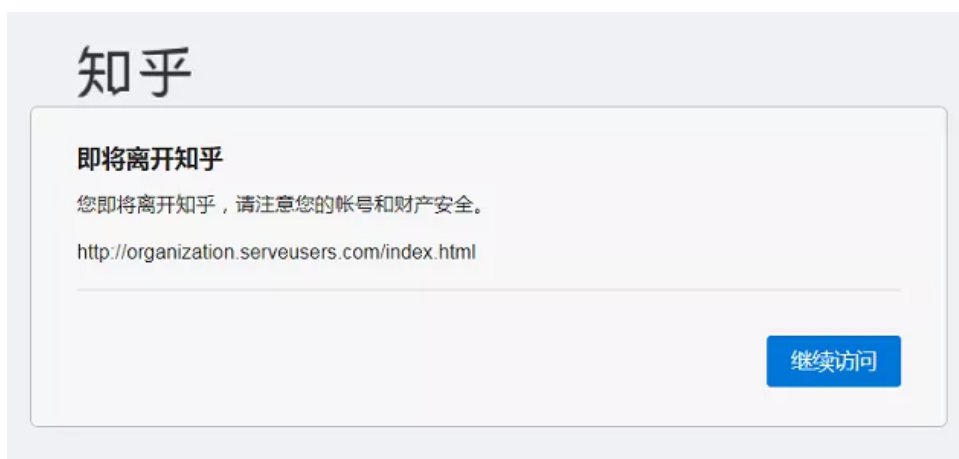 知乎
即将离开知乎
您即将离开知乎，请注意您的帐号和财产安全。
http://organization.serveusers.com/index.html
继续访问